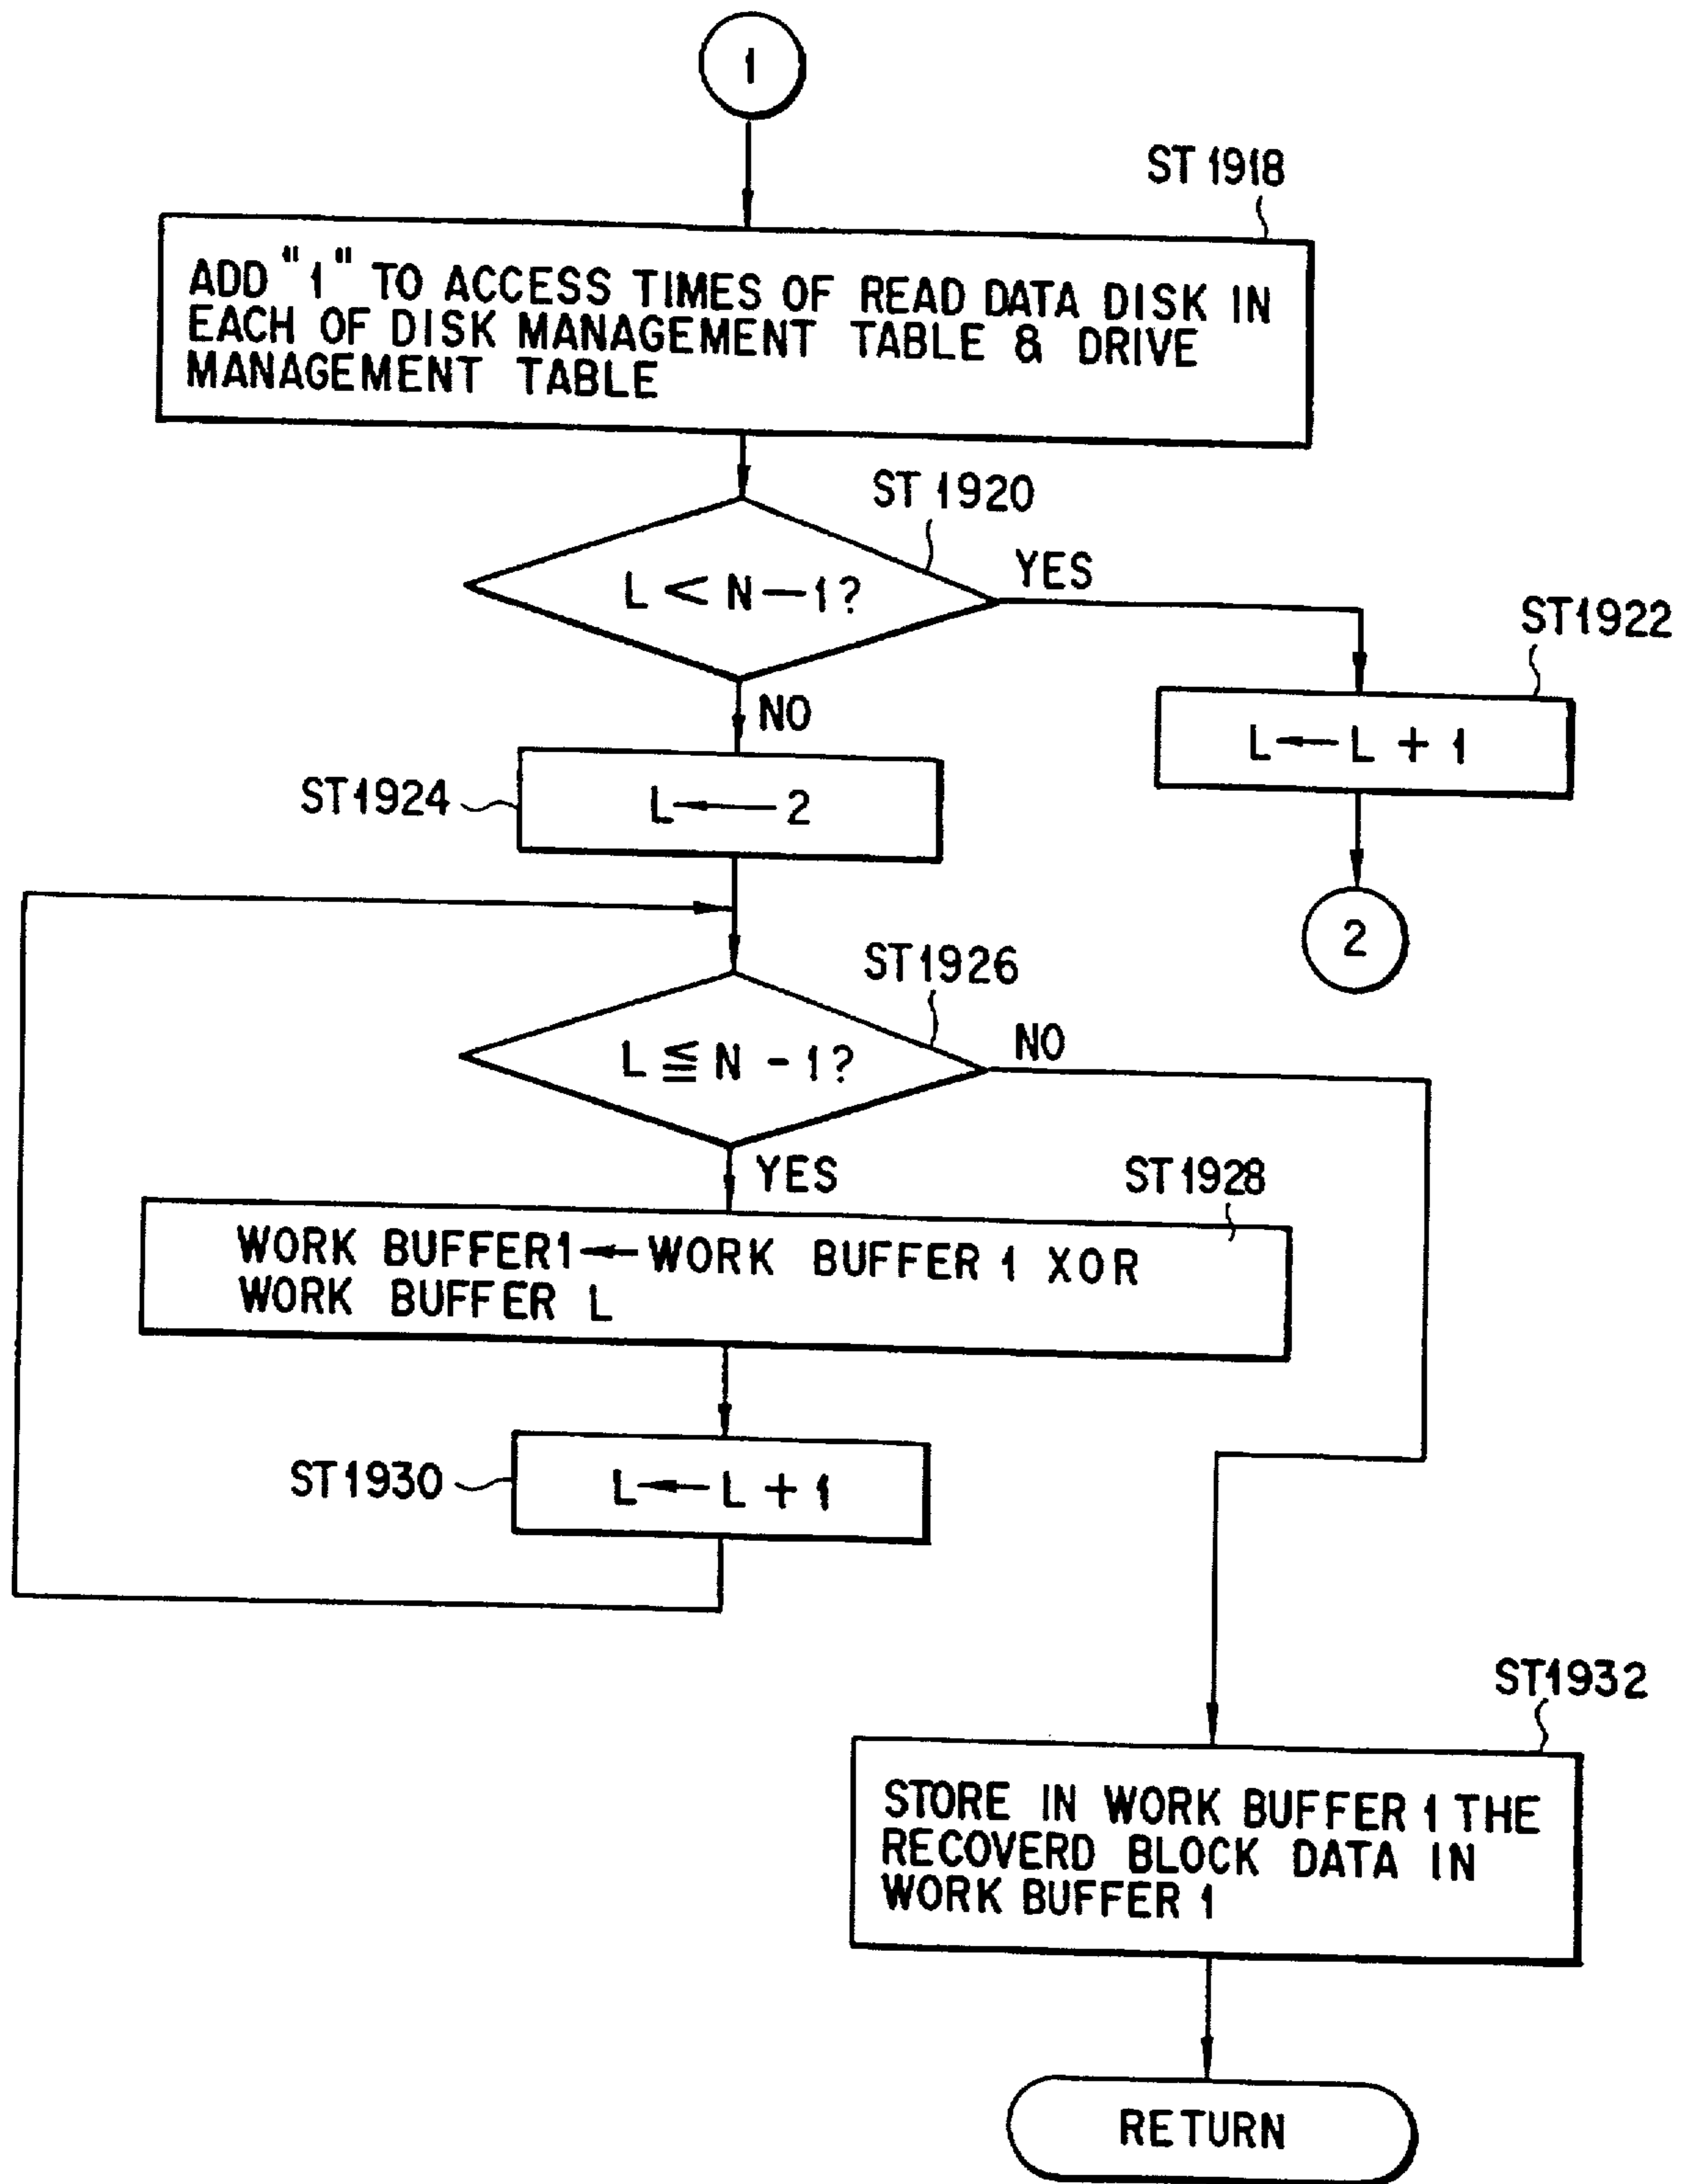 1
ST 1918
ADD "1" TO ACCESS TIMES OF READ DATA DISK IN
EACH OF DISK MANAGEMENT TABLE & DRIVE
MANAGEMENT TABLE
ST 1920
L < N — 1?
YES
ST1922
NO
L ← L + 1
ST1924
L ← 2
2
ST1926
L ≦ N - 1?
NO
YES
ST1928
WORK BUFFER1 ← WORK BUFFER 1 XOR
WORK BUFFER L
ST1930
L ← L + 1
ST1932
STORE IN WORK BUFFER 1 THE
RECOVERD BLOCK DATA IN
WORK BUFFER 1
RETURN